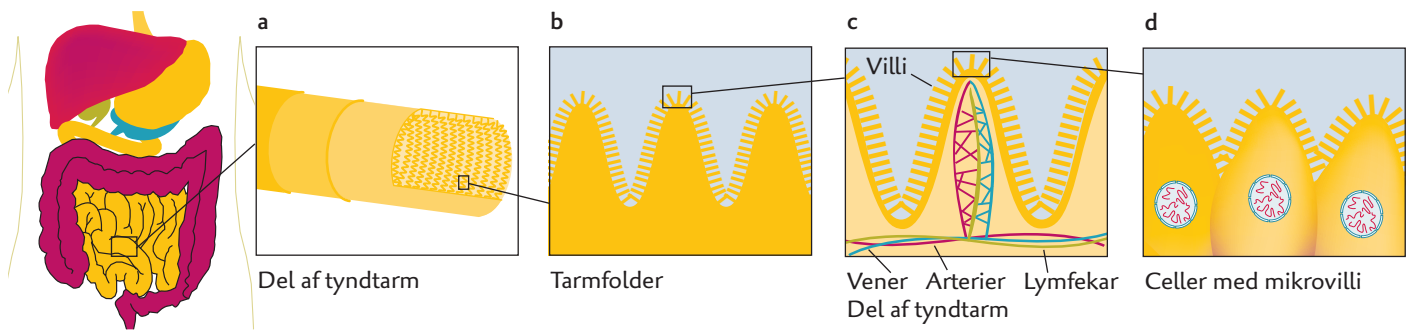 a
b
c
d
Villi
Del af tyndtarm
Tarmfolder
Vener Arterier Lymfekar
Del af tyndtarm
Celler med mikrovilli